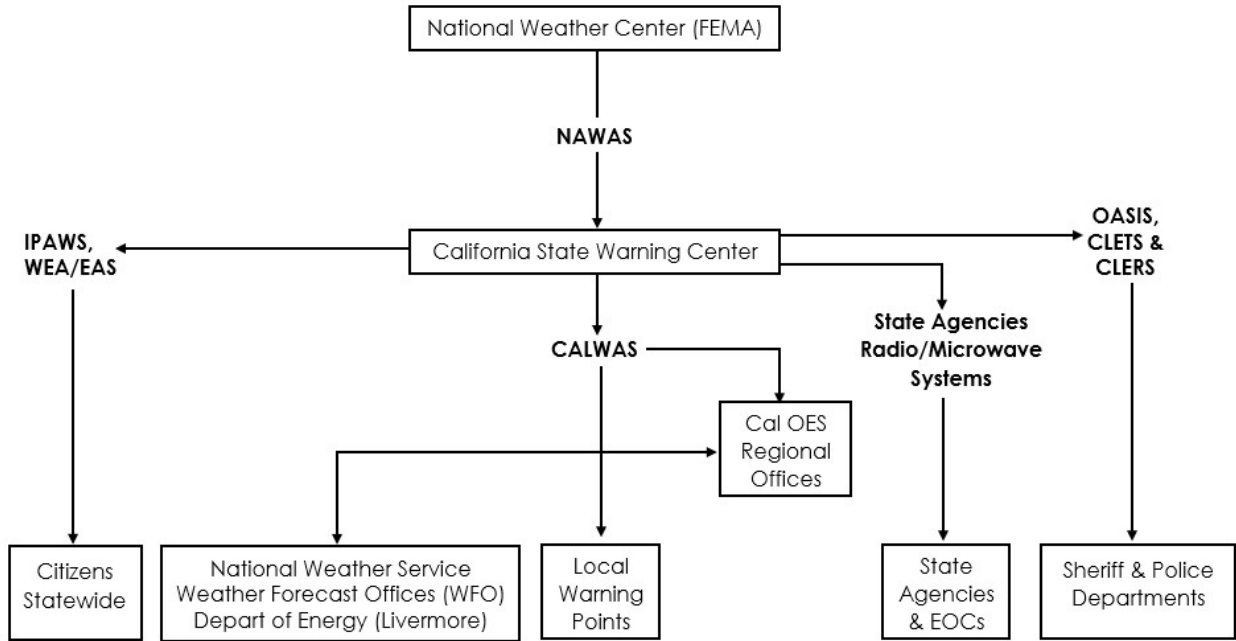 National Weather Center (FEMA)
NAWAS
IPAWS,
WEA/EAS
California State Warning Center
OASIS,
CLETS &
CLERS
CALWAS
State Agencies
Radio/Microwave
Systems
Cal OES
Regional
Offices
Citizens
Statewide
National Weather Service
Weather Forecast Offices (WFO)
Depart of Energy (Livermore)
Local
Warning
Points
State
Agencies
& EOCs
Sheriff & Police
Departments